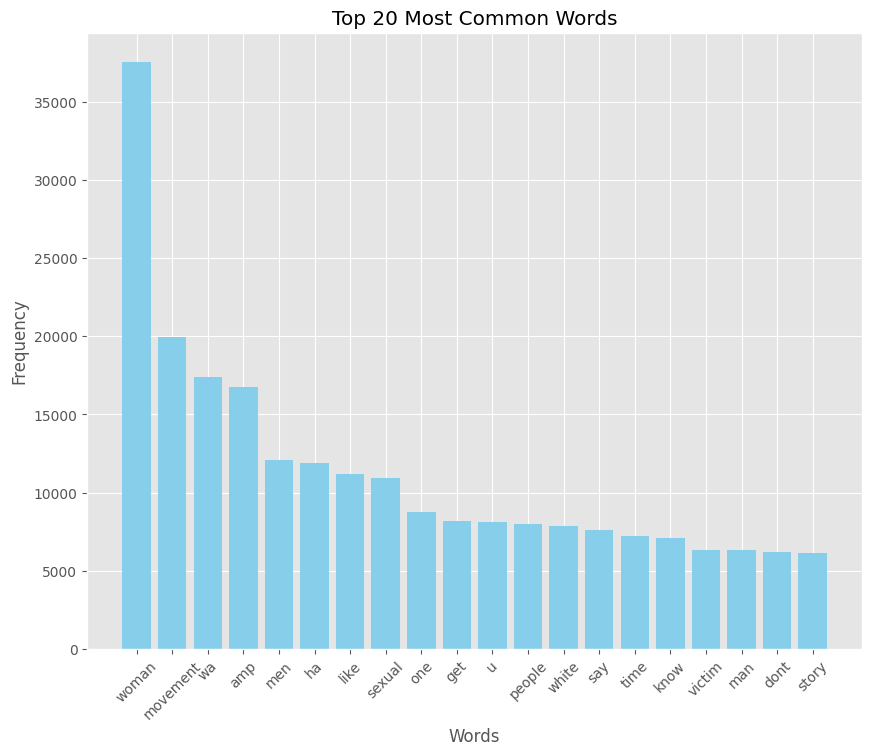 Top 20 Most Common Words
Frequency
35000
30000
25000
20000
15000
10000
5000
0
woman
movement
wa
amp
men
ha
like
sexual
one
get
u
people
white
say
time
know
victim
man
dont
story
Words